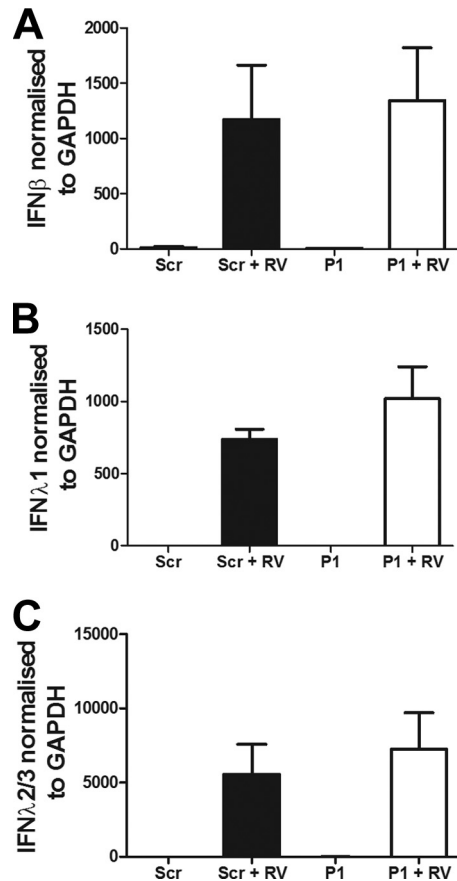 A
IFNβ normalised
to GAPDH
2000
1500
1000
500
0
Scr
Scr + RV
P1
P1 + RV
B
IFNλ1 normalised
to GAPDH
1500
1000
500
0
Scr
Scr + RV
P1
P1 + RV
C
IFNλ2/3 normalised
to GAPDH
15000
10000
5000
0
Scr
Scr + RV
P1
P1 + RV